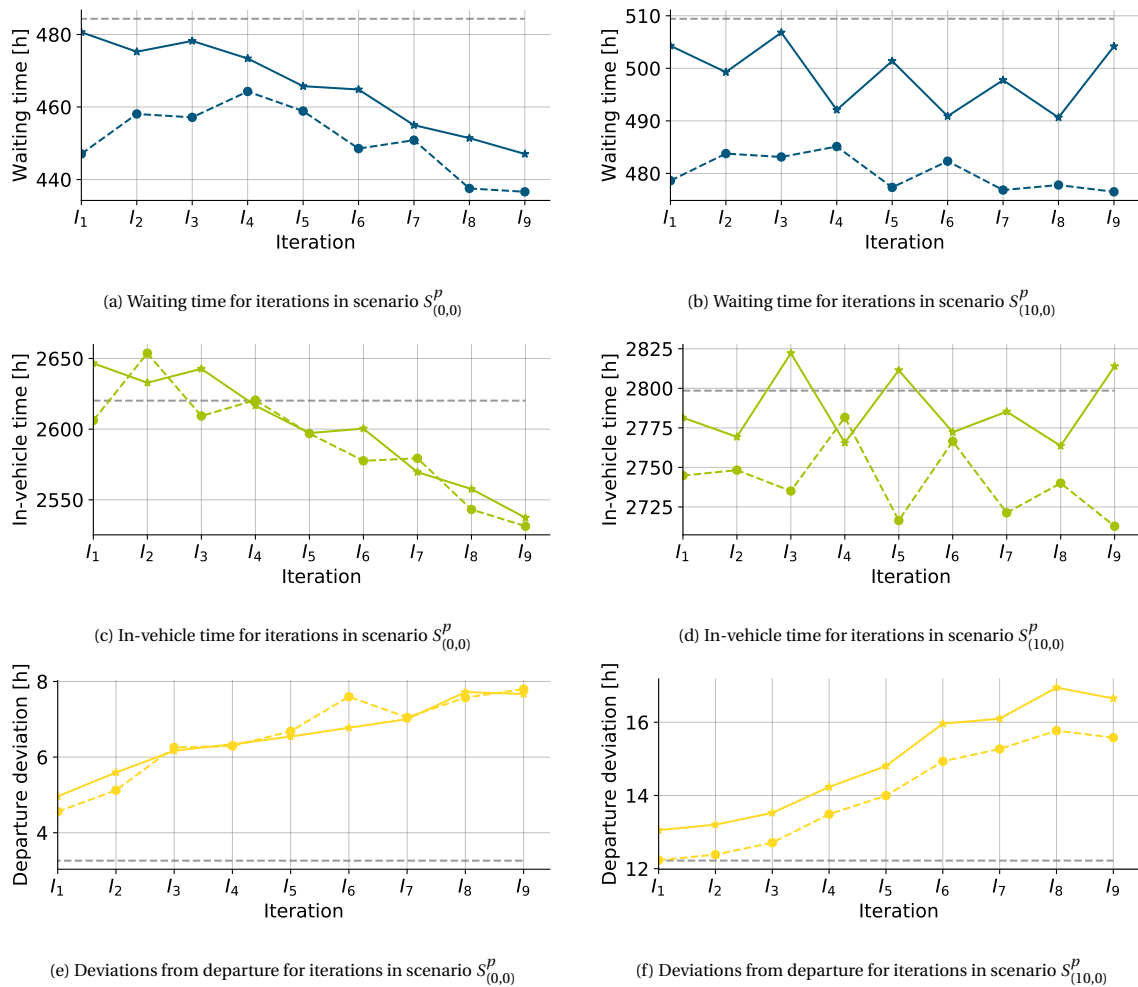 480
460
440
Waiting time [h]
I1 I2 I3 I4 I5 I6 I7 I8 I9
Iteration
(a) Waiting time for iterations in scenario S^p_(0,0)
510
500
490
480
Waiting time [h]
I1 I2 I3 I4 I5 I6 I7 I8 I9
Iteration
(b) Waiting time for iterations in scenario S^p_(10,0)
2650
2600
2550
In-vehicle time [h]
I1 I2 I3 I4 I5 I6 I7 I8 I9
Iteration
(c) In-vehicle time for iterations in scenario S^p_(0,0)
2825
2800
2775
2750
2725
In-vehicle time [h]
I1 I2 I3 I4 I5 I6 I7 I8 I9
Iteration
(d) In-vehicle time for iterations in scenario S^p_(10,0)
8
6
4
Departure deviation [h]
I1 I2 I3 I4 I5 I6 I7 I8 I9
Iteration
(e) Deviations from departure for iterations in scenario S^p_(0,0)
16
14
12
Departure deviation [h]
I1 I2 I3 I4 I5 I6 I7 I8 I9
Iteration
(f) Deviations from departure for iterations in scenario S^p_(10,0)